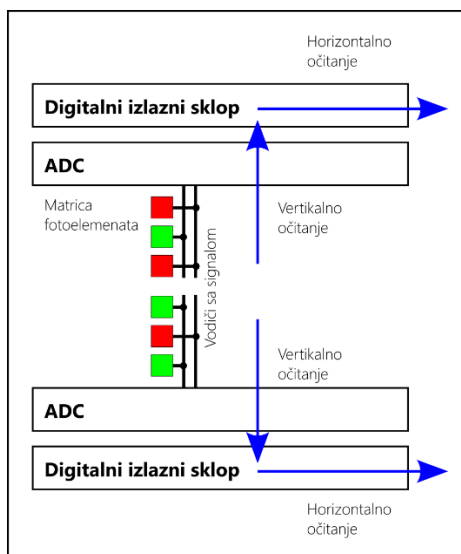 Horizontalno
očitanje
Digitalni izlazni sklop
ADC
Matrica
fotoelemenata
Vodiči sa signalom
Vertikalno
očitanje
Vertikalno
očitanje
ADC
Digitalni izlazni sklop
Horizontalno
očitanje